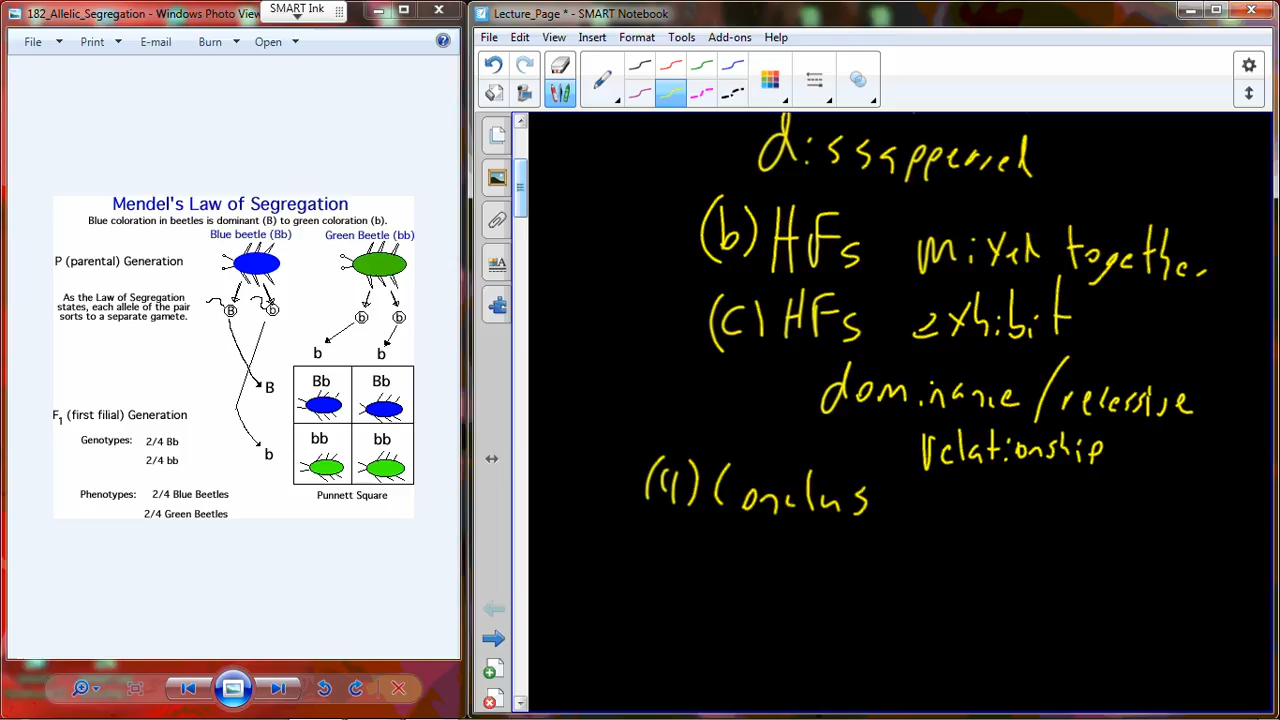 182_Allelic_Segregation - Windows Photo View
SMART Ink
File Print E-mail Burn Open
Mendel's Law of Segregation
Blue coloration in beetles is dominant (B) to green coloration (b).
Blue beetle (Bb) Green Beetle (bb)
P (parental) Generation
As the Law of Segregation
states, each allele of the pair
sorts to a separate gamete.
B b b b
b b
B Bb Bb
F1 (first filial) Generation
Genotypes: 2/4 Bb
2/4 bb
b bb bb
Phenotypes: 2/4 Blue Beetles
2/4 Green Beetles
Punnett Square
Lecture_Page * - SMART Notebook
File Edit View Insert Format Tools Add-ons Help
dissappeared
(b) HFs mixed together
(c) HFs exhibit
dominance/recessive
relationship
(4) Conclus